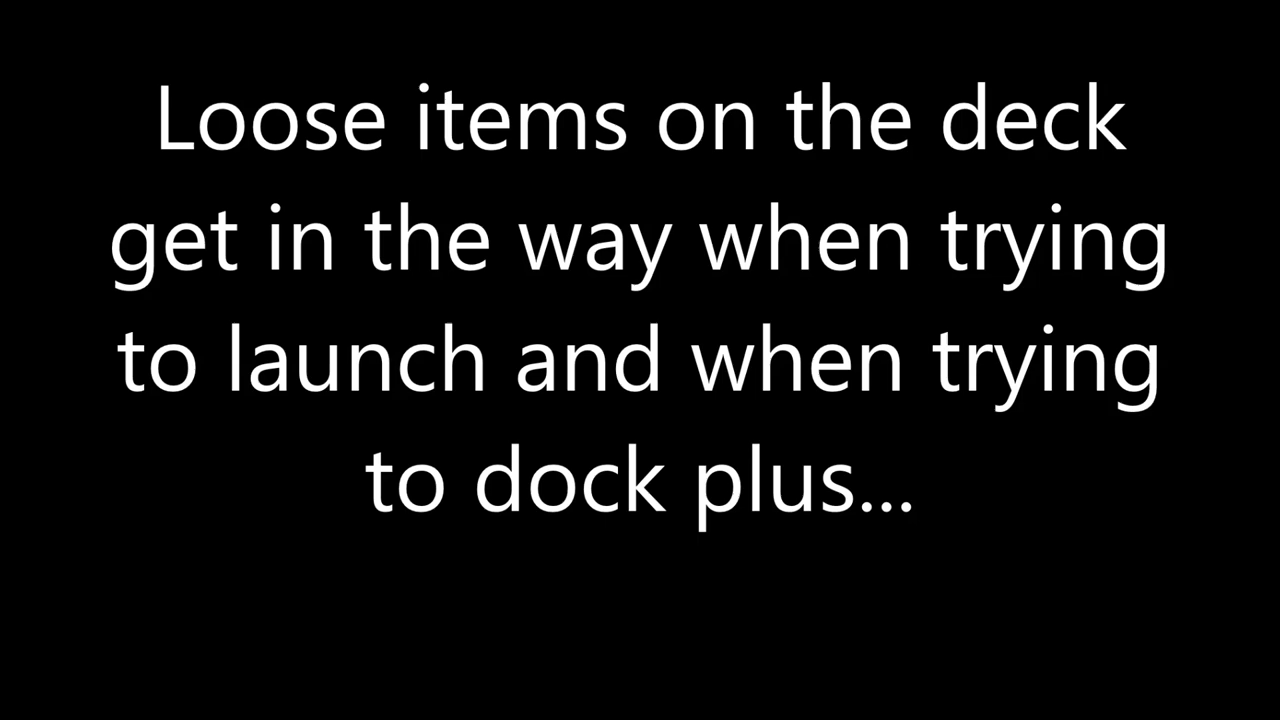 Loose items on the deck
get in the way when trying
to launch and when trying
to dock plus...